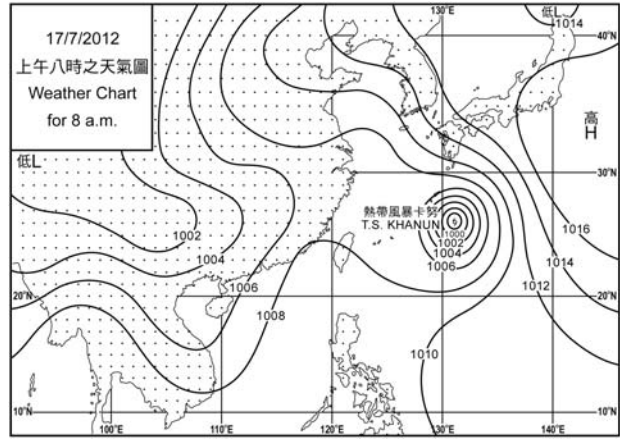 17/7/2012
上午八時之天氣圖
Weather Chart
for 8 a.m.
130°E
低L
1014
40°N
高
H
低L
30°N
熱帶風暴卡努
T.S. KHANUN
1000
1002
1004
1006
1002
1004
1006
1008
1016
1014
1012
1010
20°N
20°N
10°N
10°N
100°E
110°E
120°E
130°E
140°E